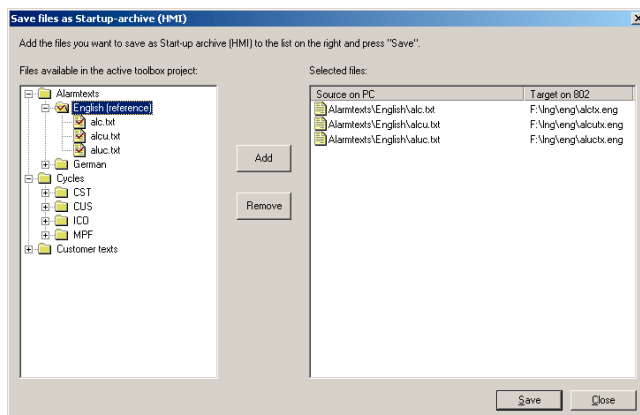 Save files as Startup-archive (HMI)
Add the files you want to save as Start-up archive (HMI) to the list on the right and press "Save".
Files available in the active toolbox project:
Selected files:
Alarmtexts
English (reference)
alc.txt
alcu.txt
aluc.txt
German
Cycles
CST
CUS
ICO
MPF
Customer texts
Add
Remove
Source on PC Target on 802
Alarmtexts\English\alc.txt F:\lng\eng\alctx.eng
Alarmtexts\English\alcu.txt F:\lng\eng\alcutx.eng
Alarmtexts\English\aluc.txt F:\lng\eng\aluctx.eng
Save Close